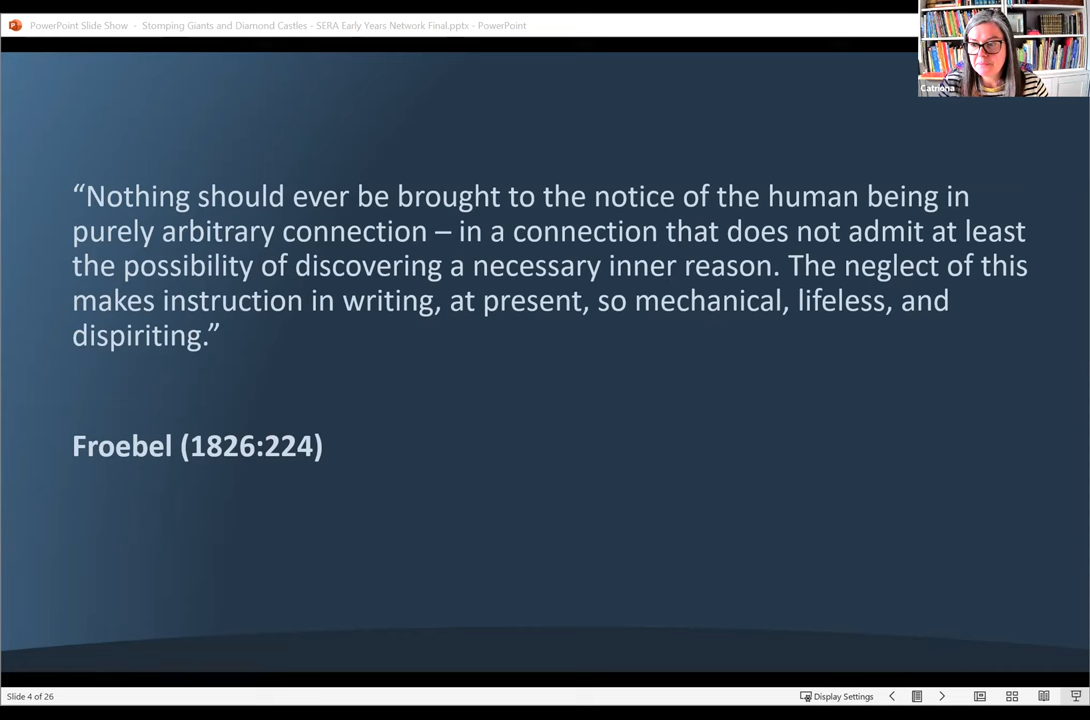 PowerPoint Slide Show - Stomping Giants and Diamond Castles - SERA Early Years Network Final.pptx - PowerPoint
Catriona
“Nothing should ever be brought to the notice of the human being in
purely arbitrary connection – in a connection that does not admit at least
the possibility of discovering a necessary inner reason. The neglect of this
makes instruction in writing, at present, so mechanical, lifeless, and
dispiriting.”
Froebel (1826:224)
Slide 4 of 26
Display Settings